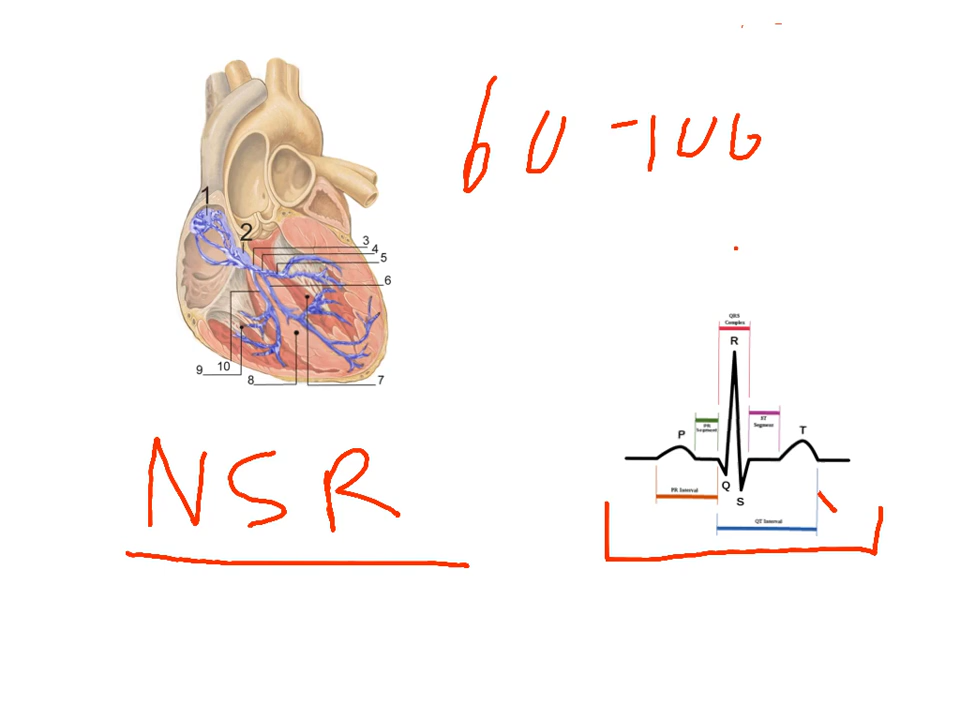 60-100
1
2
3
4
5
6
7
8
9
10
NSR
QRS
Complex
R
PR
Segment
ST
Segment
P
T
Q
S
PR Interval
QT Interval